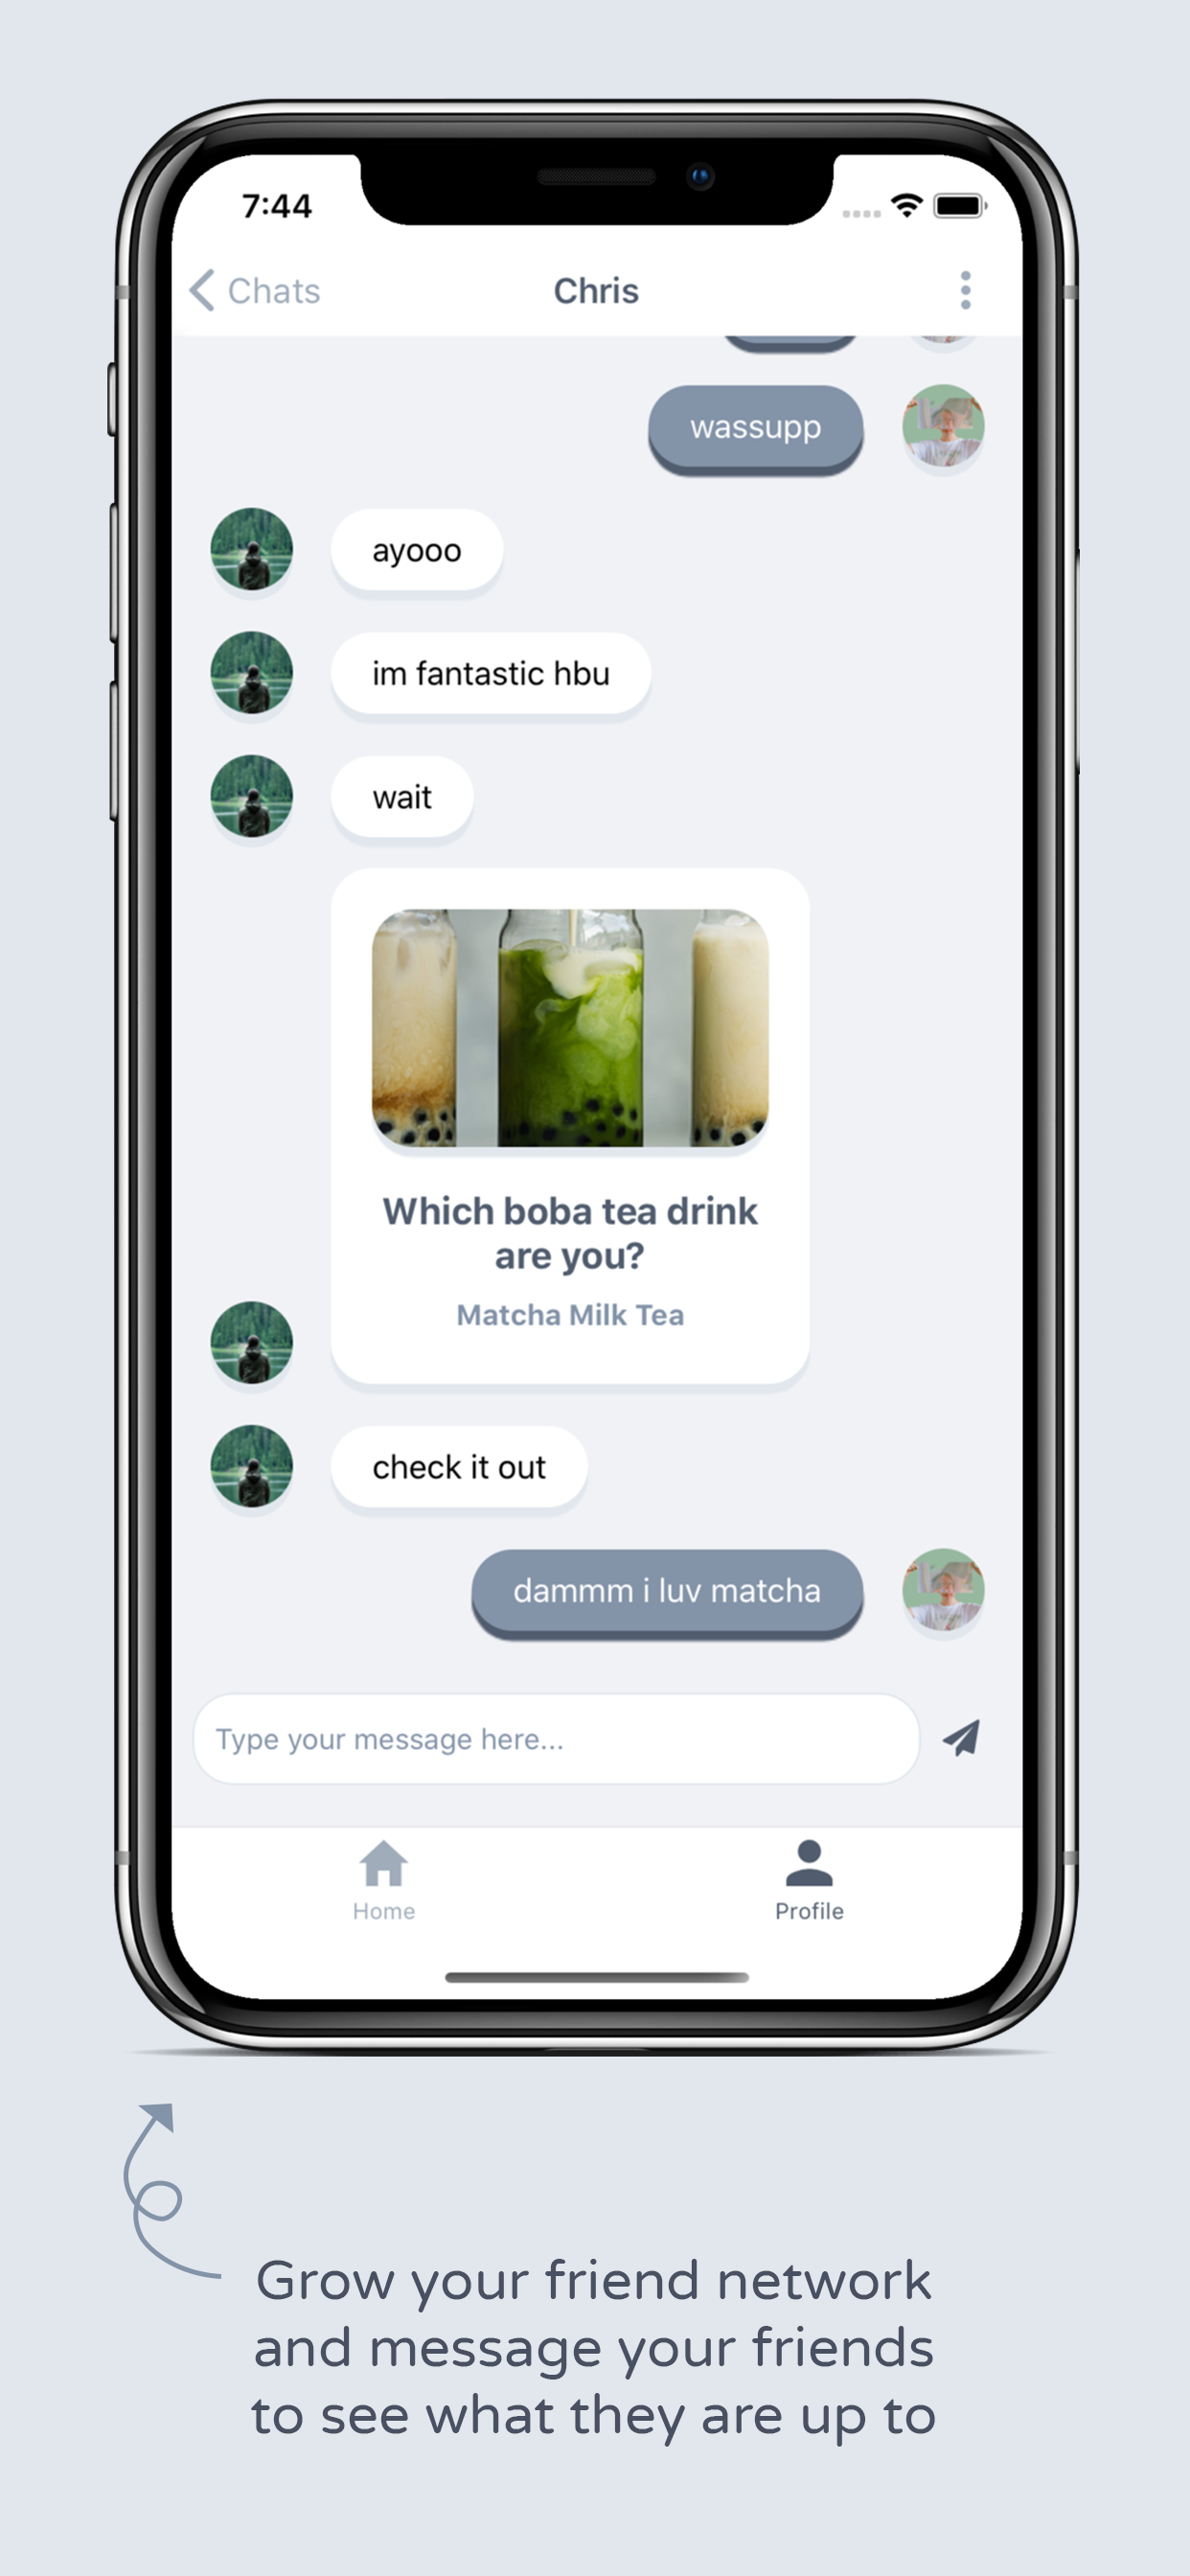 7:44
Chats
Chris
wassupp
ayooo
im fantastic hbu
wait
Which boba tea drink
are you?
Matcha Milk Tea
check it out
dammm i luv matcha
Type your message here...
Home
Profile
Grow your friend network
and message your friends
to see what they are up to